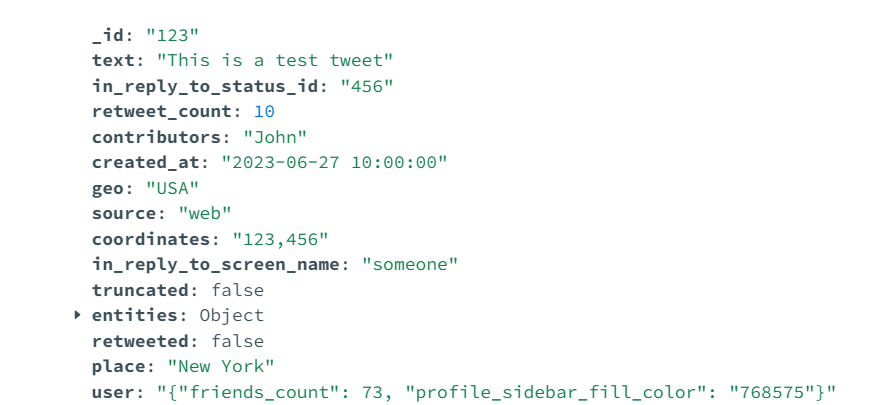 _id: "123"
text: "This is a test tweet"
in_reply_to_status_id: "456"
retweet_count: 10
contributors: "John"
created_at: "2023-06-27 10:00:00"
geo: "USA"
source: "web"
coordinates: "123,456"
in_reply_to_screen_name: "someone"
truncated: false
entities: Object
retweeted: false
place: "New York"
user: "{"friends_count": 73, "profile_sidebar_fill_color": "768575"}"